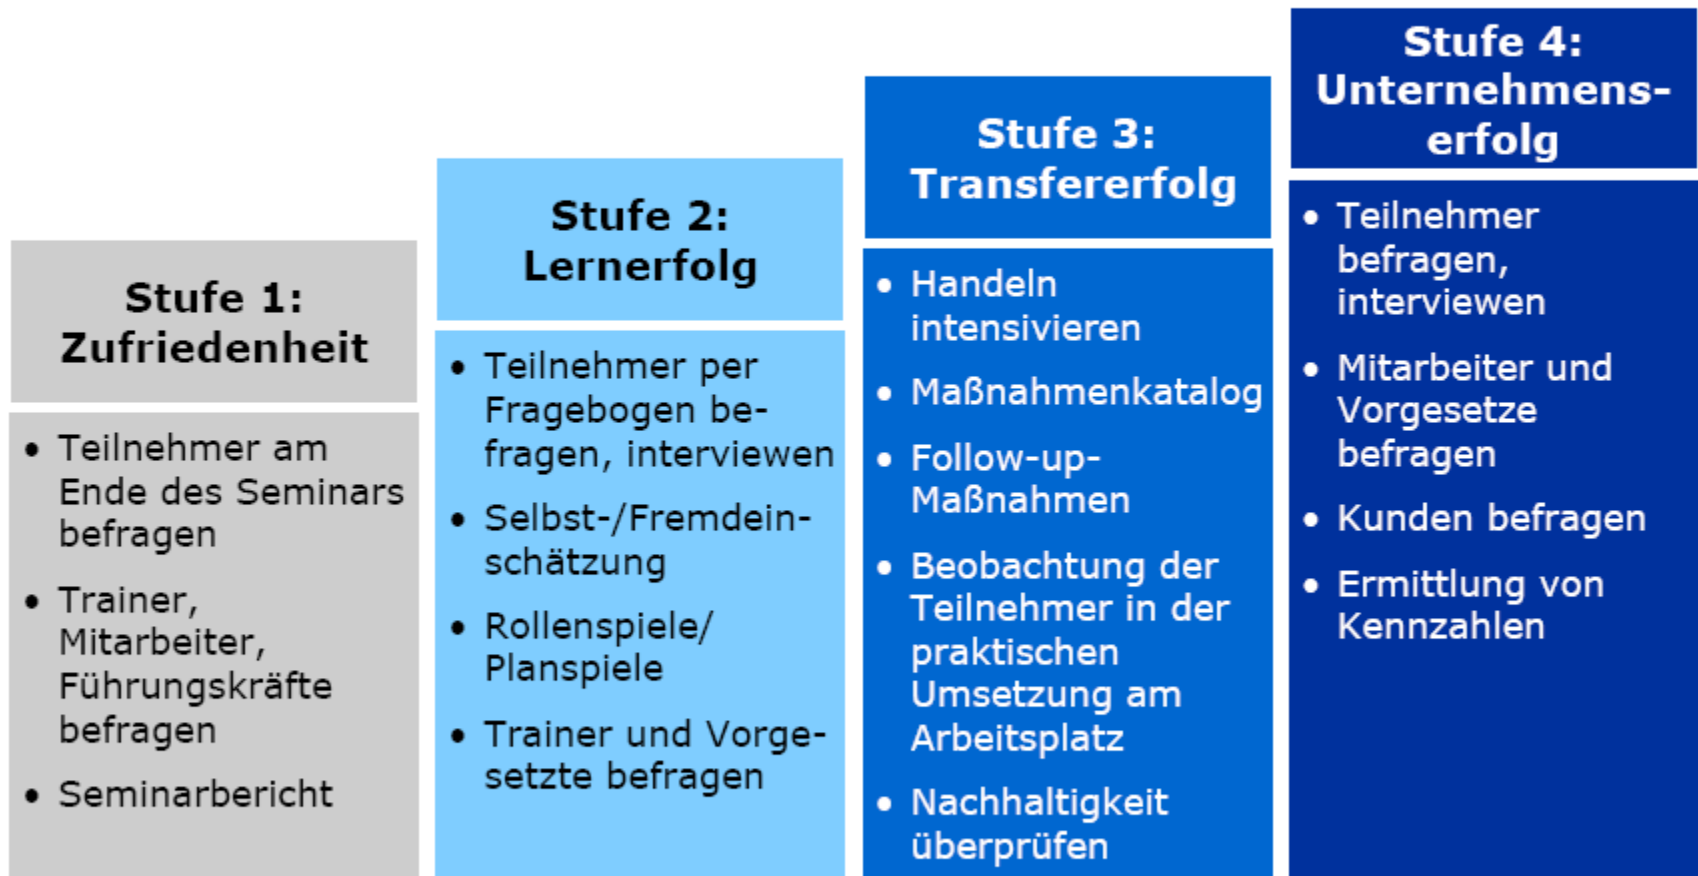 Stufe 1:
Zufriedenheit
• Teilnehmer am
Ende des Seminars
befragen
• Trainer,
Mitarbeiter,
Führungskräfte
befragen
• Seminarbericht
Stufe 2:
Lernerfolg
• Teilnehmer per
Fragebogen be-
fragen, interviewen
• Selbst-/Fremdein-
schätzung
• Rollenspiele/
Planspiele
• Trainer und Vorge-
setzte befragen
Stufe 3:
Transfererfolg
• Handeln
intensivieren
• Maßnahmenkatalog
• Follow-up-
Maßnahmen
• Beobachtung der
Teilnehmer in der
praktischen
Umsetzung am
Arbeitsplatz
• Nachhaltigkeit
überprüfen
Stufe 4:
Unternehmens-
erfolg
• Teilnehmer
befragen,
interviewen
• Mitarbeiter und
Vorgesetze
befragen
• Kunden befragen
• Ermittlung von
Kennzahlen